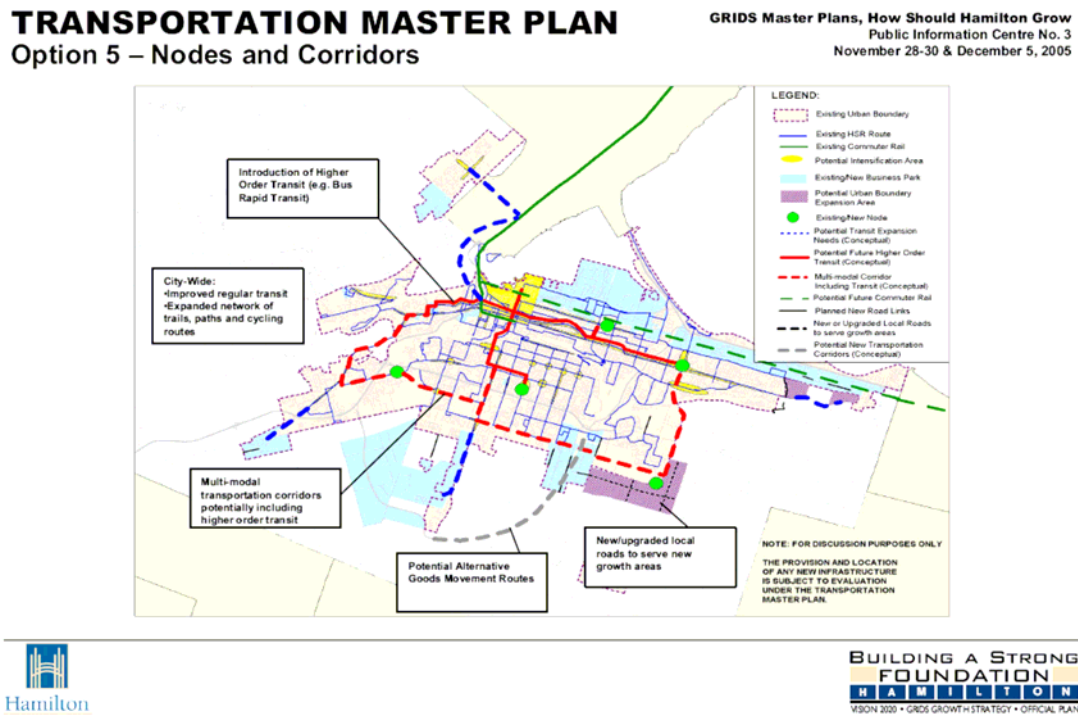 TRANSPORTATION MASTER PLAN
Option 5 – Nodes and Corridors
GRIDS Master Plans, How Should Hamilton Grow
Public Information Centre No. 3
November 28-30 & December 5, 2005
LEGEND:
Existing Urban Boundary
Existing HSR Route
Existing Commuter Rail
Potential Intensification Area
Existing/New Business Park
Potential Urban Boundary
Expansion Area
Existing/New Node
Potential Transit Expansion
Needs (Conceptual)
Potential Future Higher Order
Transit (Conceptual)
Multi-modal Corridor
Including Transit (Conceptual)
Potential Future Commuter Rail
Planned New Road Links
New or Upgraded Local Roads
to serve growth areas
Potential New Transportation
Corridors (Conceptual)
Introduction of Higher
Order Transit (e.g. Bus
Rapid Transit)
City-Wide:
•Improved regular transit
•Expanded network of
trails, paths and cycling
routes
Multi-modal
transportation corridors
potentially including
higher order transit
Potential Alternative
Goods Movement Routes
New/upgraded local
roads to serve new
growth areas
NOTE: FOR DISCUSSION PURPOSES ONLY
THE PROVISION AND LOCATION
OF ANY NEW INFRASTRUCTURE
IS SUBJECT TO EVALUATION
UNDER THE TRANSPORTATION
MASTER PLAN.
Hamilton
BUILDING A STRONG
FOUNDATION
HAMILTON
VISION 2020 • GRIDS GROWTH STRATEGY • OFFICIAL PLAN